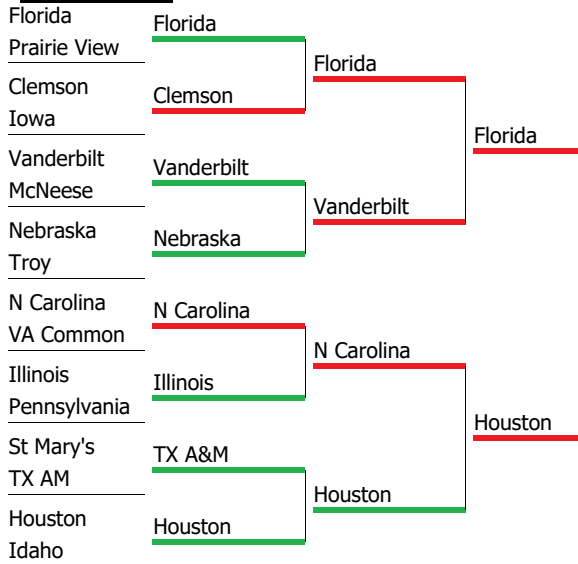 Florida
Prairie View
Clemson
Iowa
Vanderbilt
McNeese
Nebraska
Troy
N Carolina
VA Common
Illinois
Pennsylvania
St Mary's
TX AM
Houston
Idaho
Florida
Clemson
Vanderbilt
Nebraska
N Carolina
Illinois
TX A&M
Houston
Florida
Vanderbilt
N Carolina
Houston
Florida
Houston